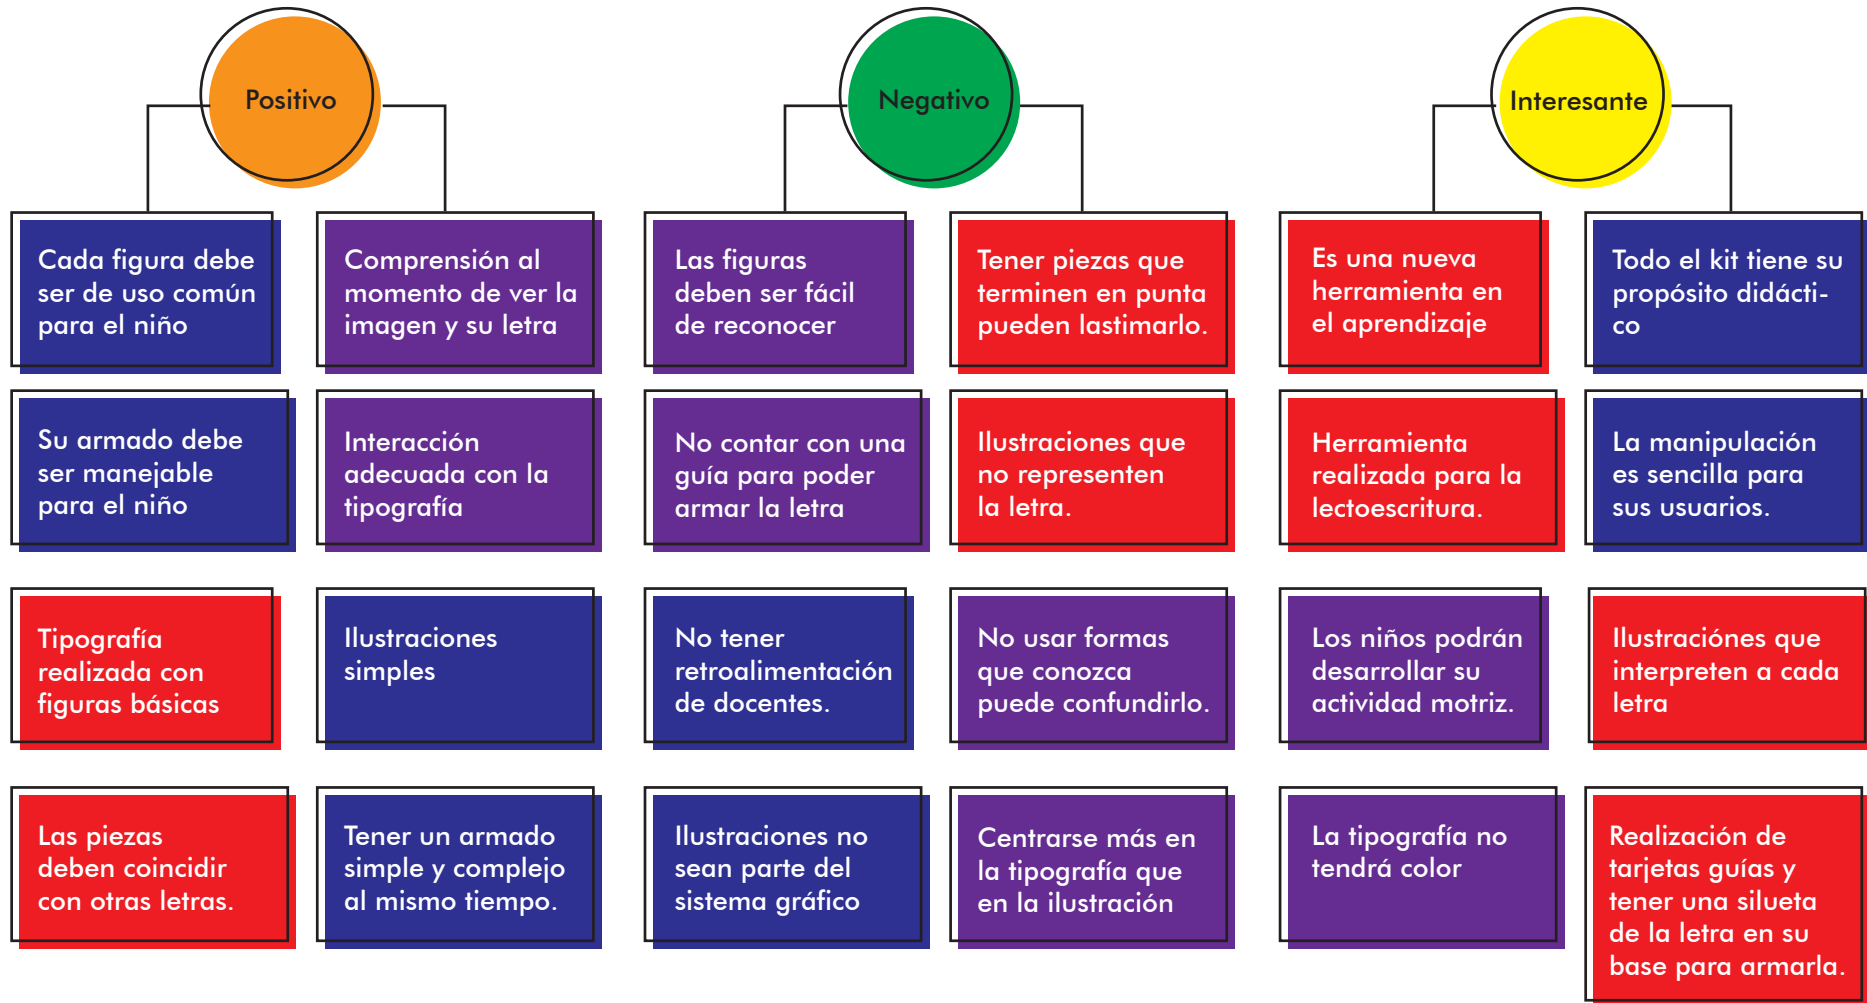 Positivo
Cada figura debe
ser de uso común
para el niño
Comprensión al
momento de ver la
imagen y su letra
Su armado debe
ser manejable
para el niño
Interacción
adecuada con la
tipografía
Tipografía
realizada con
figuras básicas
Ilustraciones
simples
Las piezas
deben coincidir
con otras letras.
Tener un armado
simple y complejo
al mismo tiempo.
Negativo
Las figuras
deben ser fácil
de reconocer
Tener piezas que
terminen en punta
pueden lastimarlo.
No contar con una
guía para poder
armar la letra
Ilustraciones que
no representen
la letra.
No tener
retroalimentación
de docentes.
No usar formas
que conozca
puede confundirlo.
Ilustraciones no
sean parte del
sistema gráfico
Centrarse más en
la tipografía que
en la ilustración
Interesante
Es una nueva
herramienta en
el aprendizaje
Todo el kit tiene su
propósito didácti-
co
Herramienta
realizada para la
lectoescritura.
La manipulación
es sencilla para
sus usuarios.
Los niños podrán
desarrollar su
actividad motriz.
Ilustraciónes que
interpreten a cada
letra
La tipografía no
tendrá color
Realización de
tarjetas guías y
tener una silueta
de la letra en su
base para armarla.